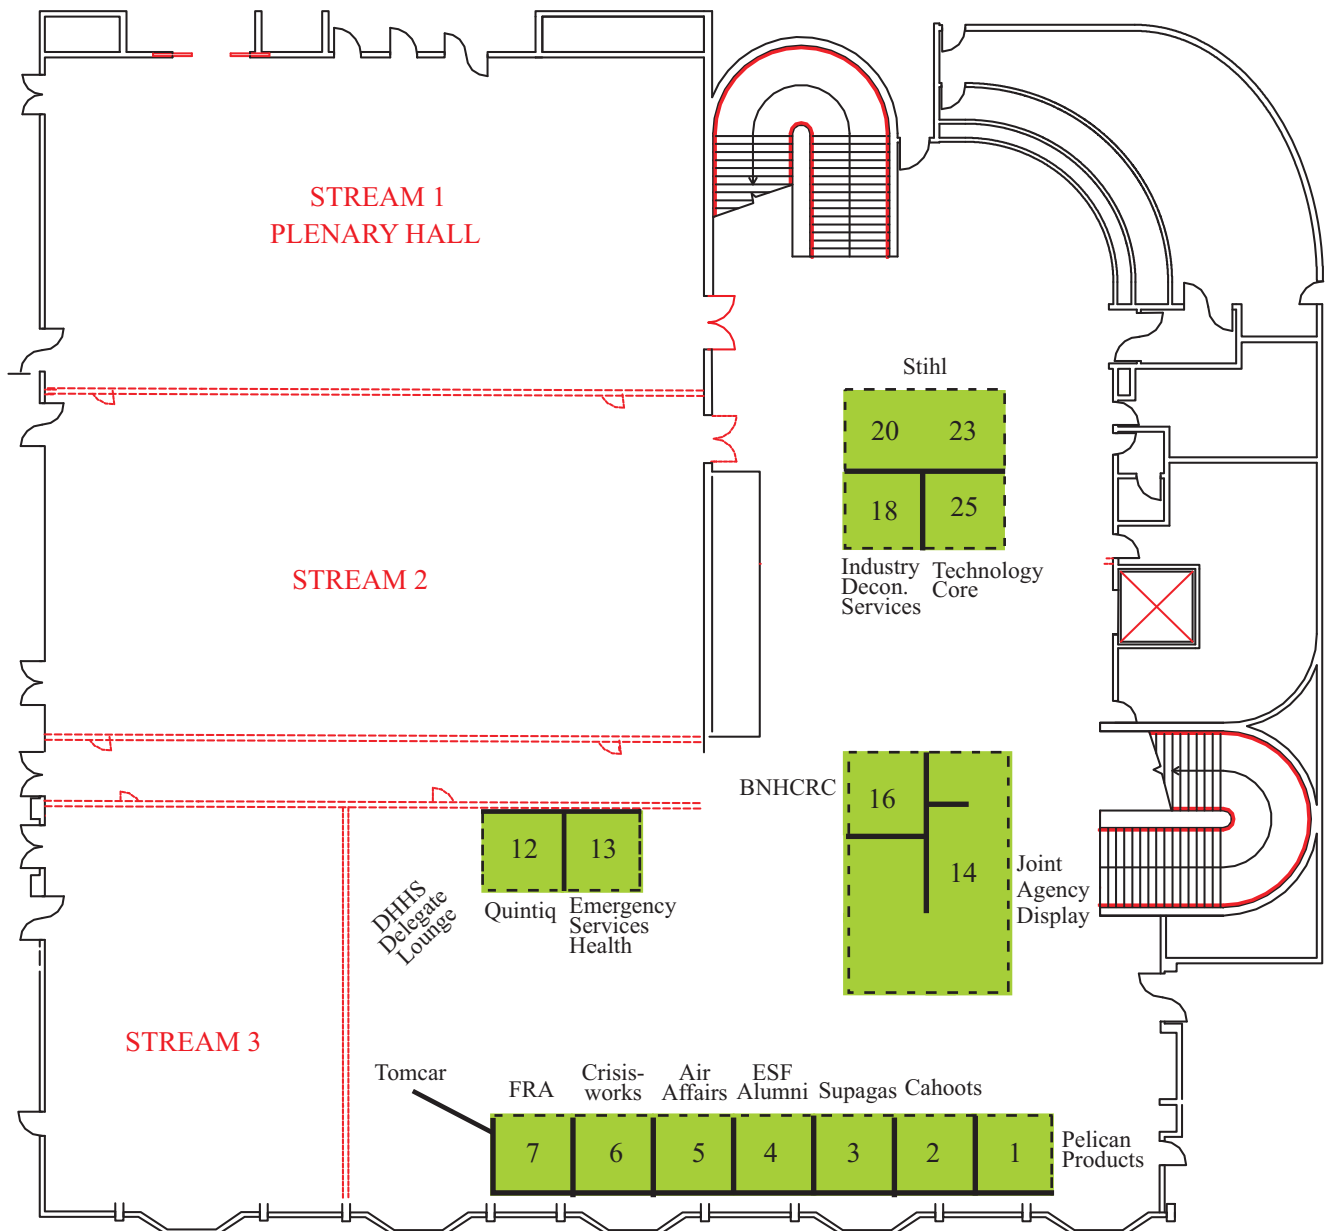 STREAM 1
PLENARY HALL
Stihl
20 23
18 25
Industry
Decon.
Services
Technology
Core
STREAM 2
BNHCRC
16
14
Joint
Agency
Display
12 13
Quintiq
Emergency
Services
Health
DHHS
Delegate
Lounge
STREAM 3
Tomcar
FRA
Crisis-
works
Air
Affairs
ESF
Alumni
Supagas
Cahoots
7 6 5 4 3 2 1
Pelican
Products